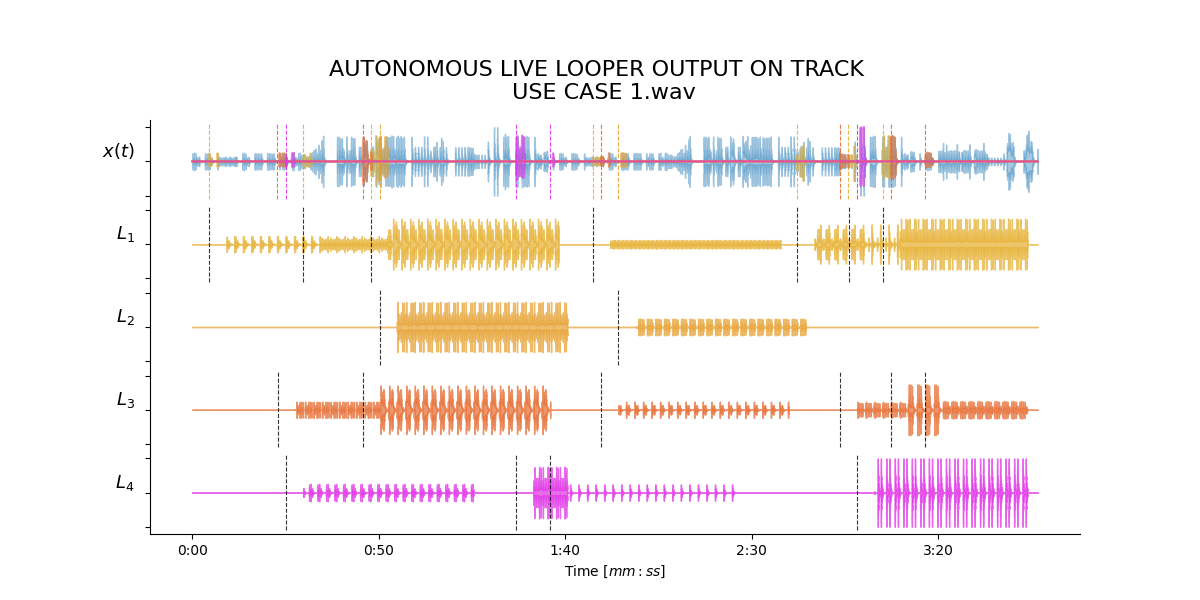 AUTONOMOUS LIVE LOOPER OUTPUT ON TRACK
USE CASE 1.wav
x(t)
L₁
L₂
L₃
L₄
0:00 0:50 1:40 2:30 3:20
Time [mm : ss]